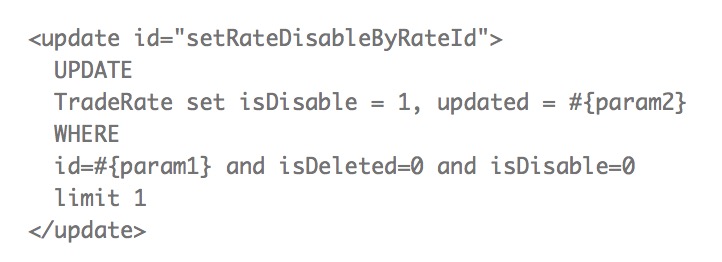 <update id="setRateDisableByRateId">
UPDATE
TradeRate set isDisable = 1, updated = #{param2}
WHERE
id=#{param1} and isDeleted=0 and isDisable=0
limit 1
</update>